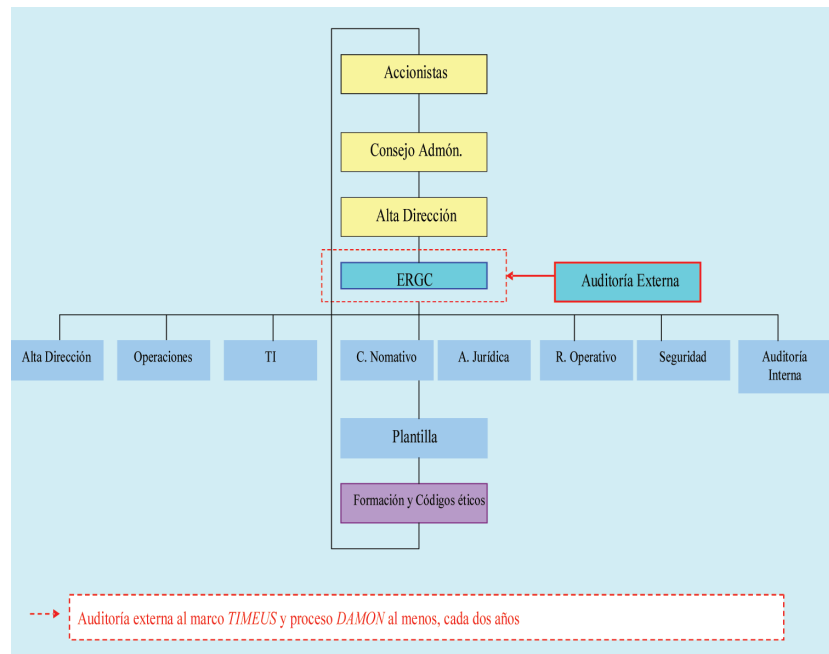 Accionistas
Consejo Admón.
Alta Dirección
ERGC
Auditoría Externa
Alta Dirección
Operaciones
TI
C. Nomativo
A. Jurídica
R. Operativo
Seguridad
Auditoría
Interna
Plantilla
Formación y Códigos éticos
Auditoría externa al marco TIMEUS y proceso DAMON al menos, cada dos años